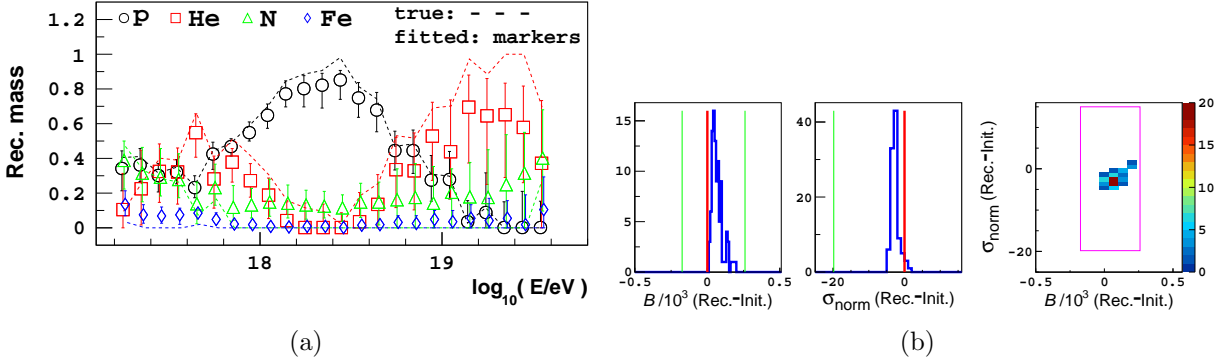 p He N Fe
true: - - -
fitted: markers
Rec. mass
1.2
1
0.8
0.6
0.4
0.2
0
18 19
log10( E/eV)
(a)
15
10
5
0
−0.5 0 0.5
B /10^3 (Rec.−Init.)
40
30
20
10
0
−20 0
σnorm (Rec.−Init.)
σnorm (Rec.−Init.)
0
−20
−0.5 0 0.5
B /10^3 (Rec.−Init.)
20
15
10
5
0
(b)